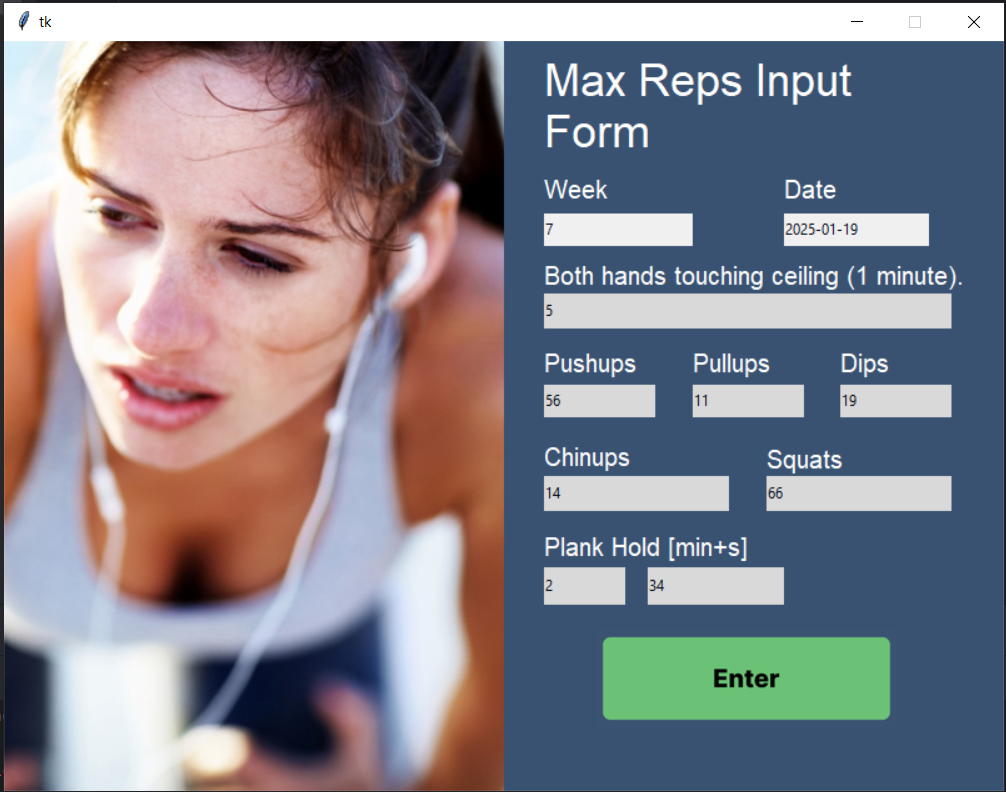 tk
Max Reps Input
Form
Week Date
7 2025-01-19
Both hands touching ceiling (1 minute).
5
Pushups Pullups Dips
56 11 19
Chinups Squats
14 66
Plank Hold [min+s]
2 34
Enter